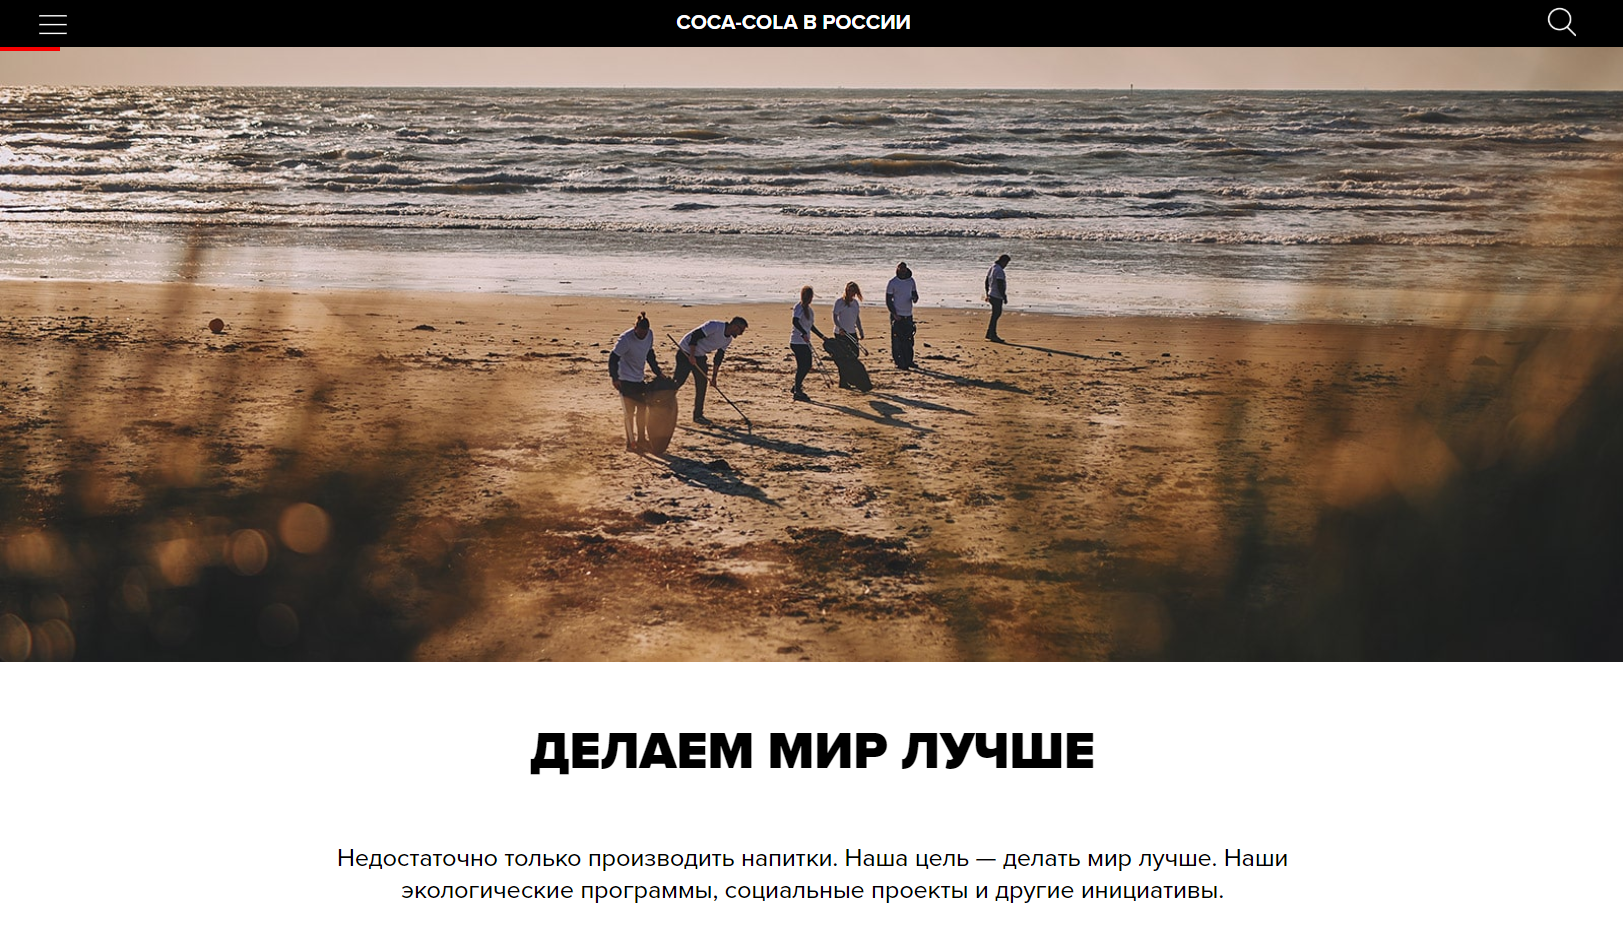 COCA-COLA В РОССИИ
ДЕЛАЕМ МИР ЛУЧШЕ
Недостаточно только производить напитки. Наша цель — делать мир лучше. Наши
экологические программы, социальные проекты и другие инициативы.